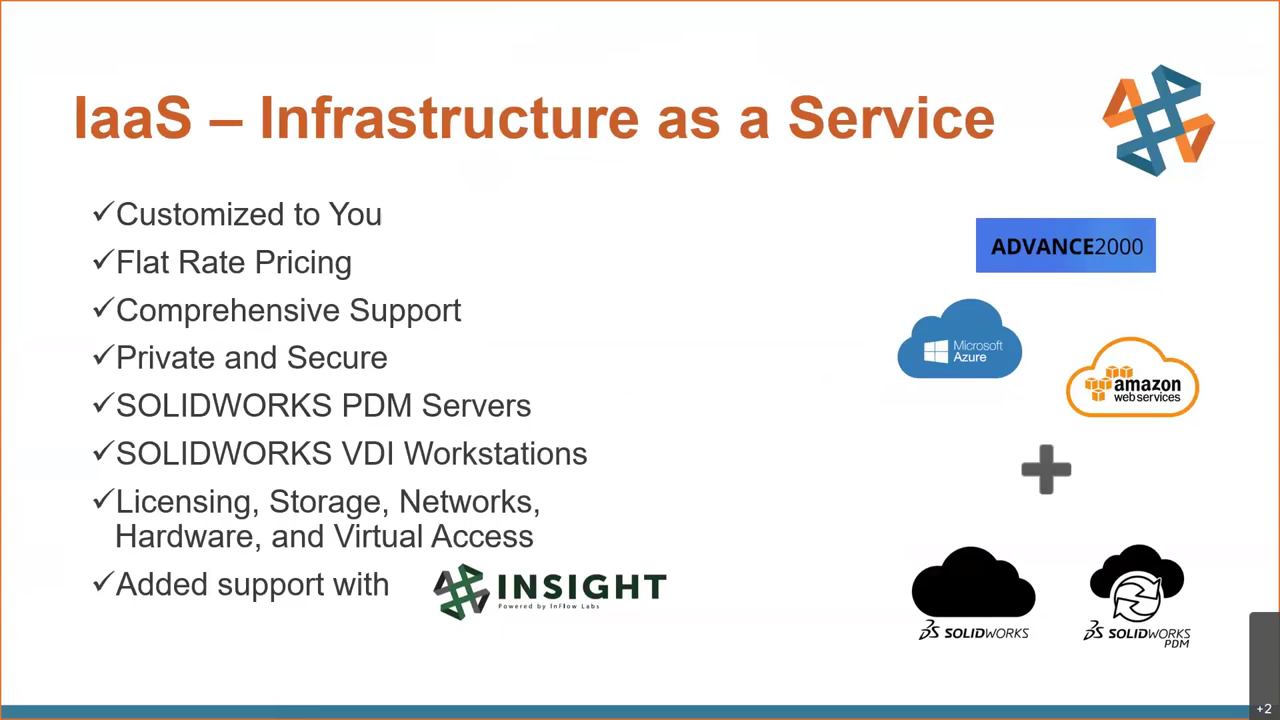 IaaS – Infrastructure as a Service
✓Customized to You
✓Flat Rate Pricing
✓Comprehensive Support
✓Private and Secure
✓SOLIDWORKS PDM Servers
✓SOLIDWORKS VDI Workstations
✓Licensing, Storage, Networks,
Hardware, and Virtual Access
✓Added support with
INSIGHT
Powered by InFlow Labs
ADVANCE2000
Microsoft
Azure
amazon
web services
SOLIDWORKS
SOLIDWORKS
PDM
+2